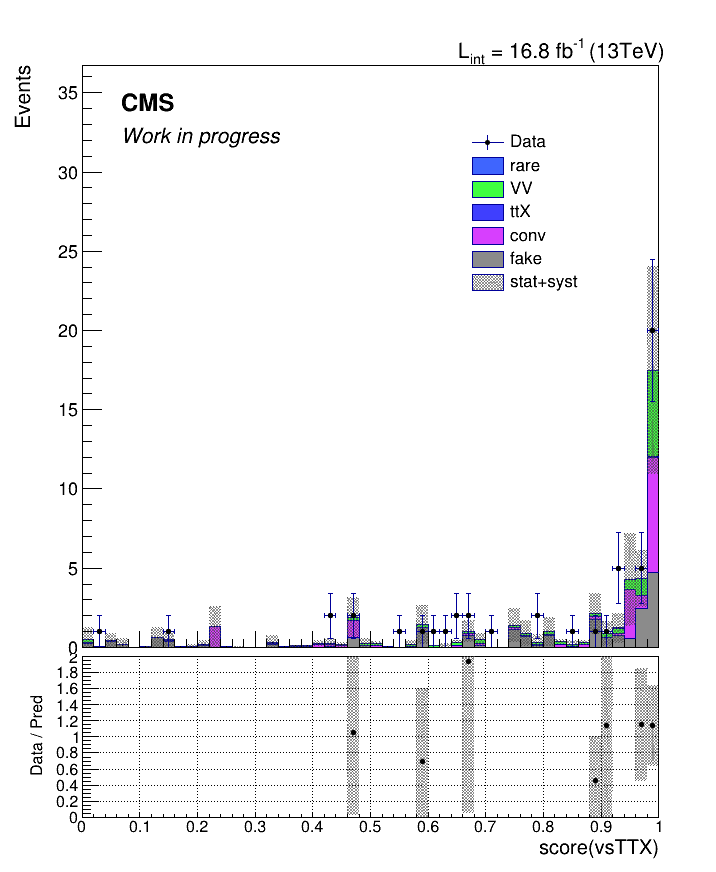 L_int = 16.8 fb^-1 (13TeV)
Events
CMS
Work in progress
Data
rare
VV
ttX
conv
fake
stat+syst
35
30
25
20
15
10
5
0
Data / Pred
2
1.8
1.6
1.4
1.2
1
0.8
0.6
0.4
0.2
0
0 0.1 0.2 0.3 0.4 0.5 0.6 0.7 0.8 0.9 1
score(vsTTX)